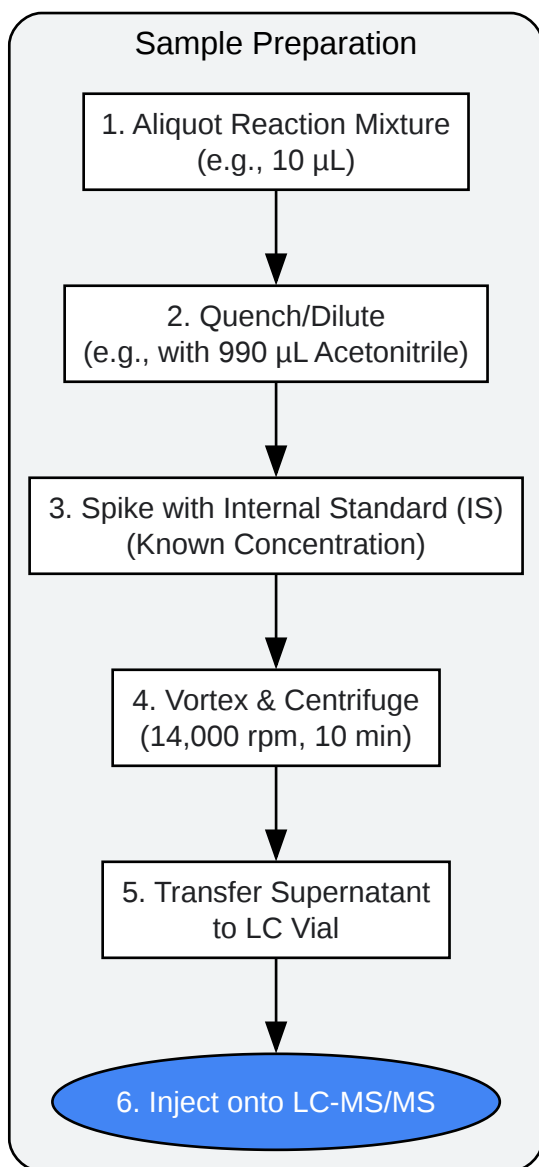 Sample Preparation
1. Aliquot Reaction Mixture
(e.g., 10 µL)
2. Quench/Dilute
(e.g., with 990 µL Acetonitrile)
3. Spike with Internal Standard (IS)
(Known Concentration)
4. Vortex & Centrifuge
(14,000 rpm, 10 min)
5. Transfer Supernatant
to LC Vial
6. Inject onto LC-MS/MS